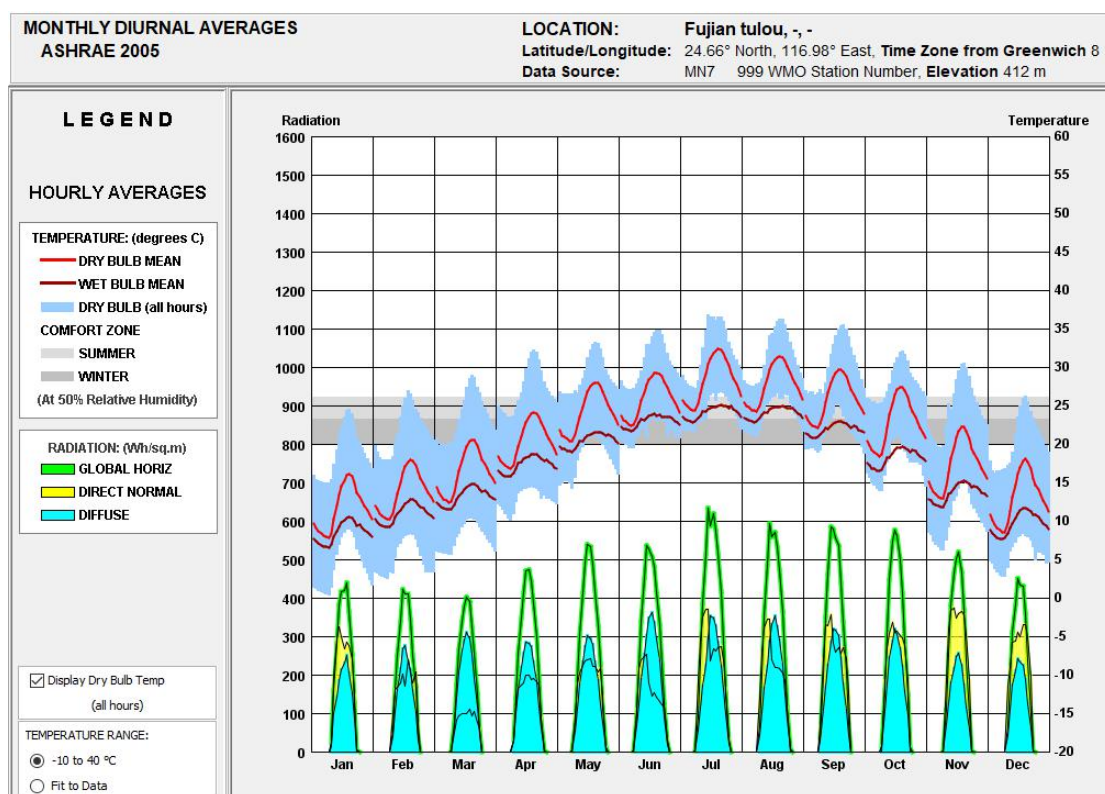 MONTHLY DIURNAL AVERAGES
ASHRAE 2005
LOCATION: Fujian tulou, -, -
Latitude/Longitude: 24.66° North, 116.98° East, Time Zone from Greenwich 8
Data Source: MN7 999 WMO Station Number, Elevation 412 m
LEGEND
HOURLY AVERAGES
TEMPERATURE: (degrees C)
DRY BULB MEAN
WET BULB MEAN
DRY BULB (all hours)
COMFORT ZONE
SUMMER
WINTER
(At 50% Relative Humidity)
RADIATION: (Wh/sq.m)
GLOBAL HORIZ
DIRECT NORMAL
DIFFUSE
Display Dry Bulb Temp
(all hours)
TEMPERATURE RANGE:
-10 to 40 °C
Fit to Data
Radiation Temperature
1600 60
1500 55
1400 50
1300 45
1200 40
1100 35
1000 30
900 25
800 20
700 15
600 10
500 5
400 0
300 -5
200 -10
100 -15
0 -20
Jan Feb Mar Apr May Jun Jul Aug Sep Oct Nov Dec